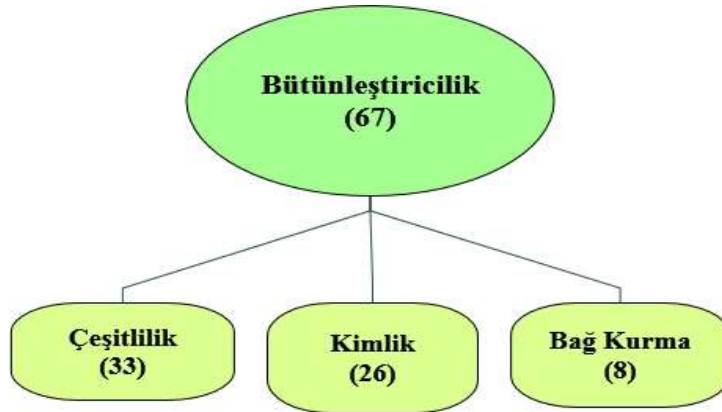 Bütünleştiricilik
(67)
Çeşitlilik
(33)
Kimlik
(26)
Bağ Kurma
(8)